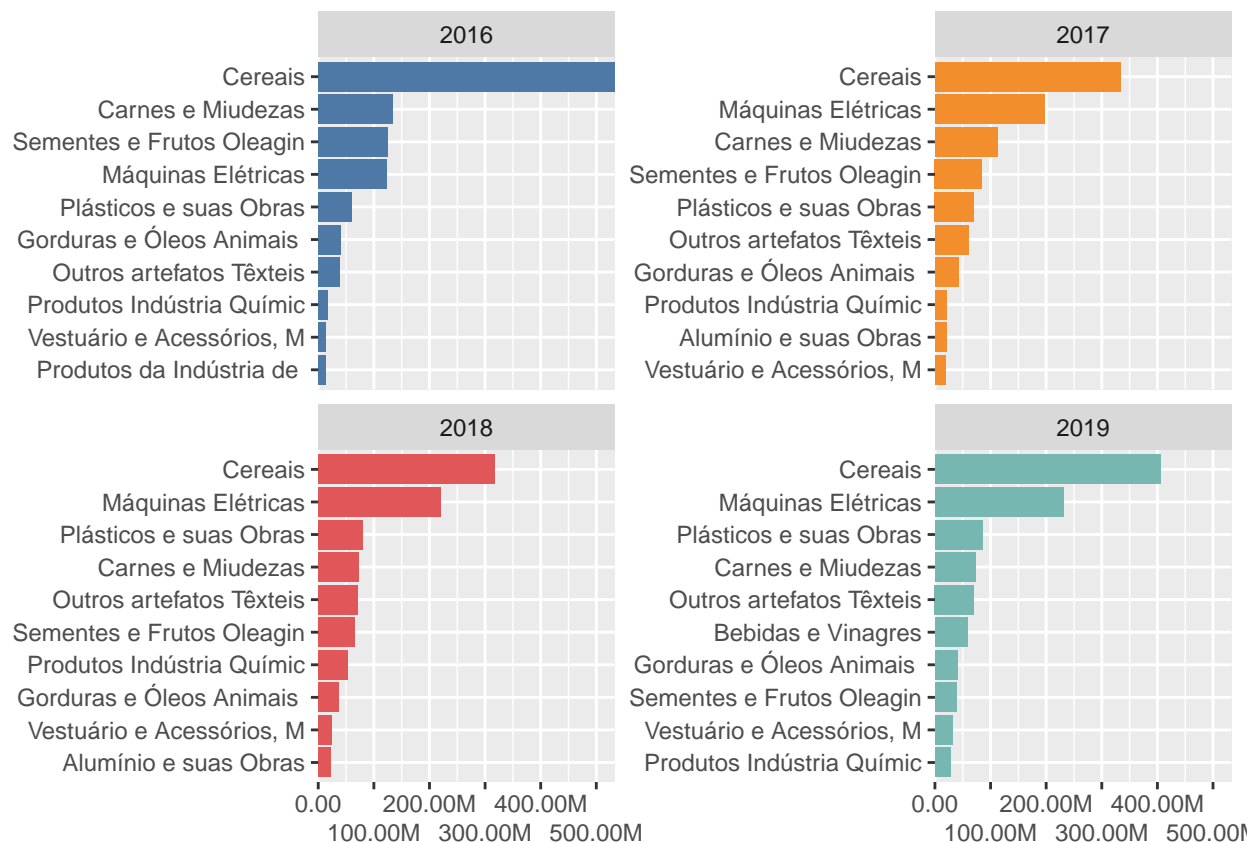 2016
Cereais
Carnes e Miudezas
Sementes e Frutos Oleagin
Máquinas Elétricas
Plásticos e suas Obras
Gorduras e Óleos Animais
Outros artefatos Têxteis
Produtos Indústria Químic
Vestuário e Acessórios, M
Produtos da Indústria de
2017
Cereais
Máquinas Elétricas
Carnes e Miudezas
Sementes e Frutos Oleagin
Plásticos e suas Obras
Outros artefatos Têxteis
Gorduras e Óleos Animais
Produtos Indústria Químic
Alumínio e suas Obras
Vestuário e Acessórios, M
2018
Cereais
Máquinas Elétricas
Plásticos e suas Obras
Carnes e Miudezas
Outros artefatos Têxteis
Sementes e Frutos Oleagin
Produtos Indústria Químic
Gorduras e Óleos Animais
Vestuário e Acessórios, M
Alumínio e suas Obras
0.00 200.00M 400.00M
100.00M 300.00M 500.00M
2019
Cereais
Máquinas Elétricas
Plásticos e suas Obras
Carnes e Miudezas
Outros artefatos Têxteis
Bebidas e Vinagres
Gorduras e Óleos Animais
Sementes e Frutos Oleagin
Vestuário e Acessórios, M
Produtos Indústria Químic
0.00 200.00M 400.00M
100.00M 300.00M 500.00M